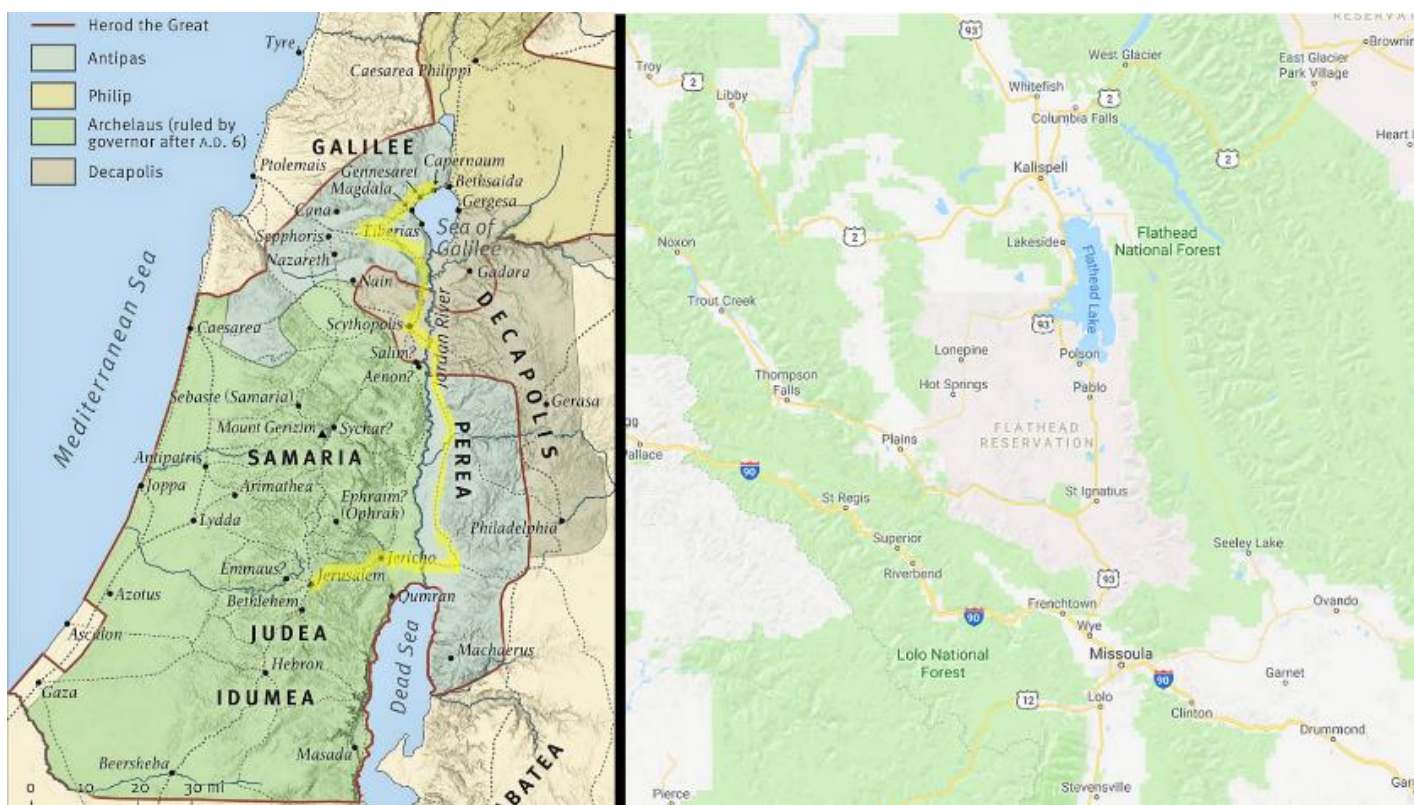 Herod the Great
Antipas
Philip
Archelaus (ruled by
governor after A.D. 6)
Decapolis
Tyre
Caesarea Philippi
GALILEE
Ptolemais
Capernaum
Gennesaret
Bethsaida
Magdala
Gergesa
Cana
Tiberias
Sea of
Galilee
Sepphoris
Nazareth
Gadara
Nain
Mediterranean Sea
DECAPOLIS
Caesarea
Scythopolis
Jordan River
Salim?
Aenon?
Sebaste (Samaria)
Gerasa
Mount Gerizim
Sychar?
PEREA
SAMARIA
Antipatris
Joppa
Arimathea
Ephraim?
(Ophrah)
Lydda
Philadelphia
Jericho
Emmaus?
Jerusalem
Qumran
Bethlehem
Azotus
JUDEA
Ascalon
Dead Sea
Machaerus
Hebron
Gaza
IDUMEA
Masada
Beersheba
ABATEA
0 10 20 30 mi
RESERVA
93
West Glacier
Brownin
Troy
2
East Glacier
Park Village
Libby
Whitefish
2
Columbia Falls
Heart
2
Kalispell
Noxon
2
Lakeside
Flathead
National Forest
Flathead Lake
Trout Creek
93
Lonepine
Polson
Hot Springs
Pablo
Thompson
Falls
FLATHEAD
RESERVATION
Plains
gg
allace
90
St Regis
St Ignatius
Superior
Seeley Lake
Riverbend
93
Frenchtown
90
Ovando
Wye
Lolo National
Forest
Missoula
90
Garnet
12
Lolo
Clinton
Drummond
Stevensville
Pierce
Gar